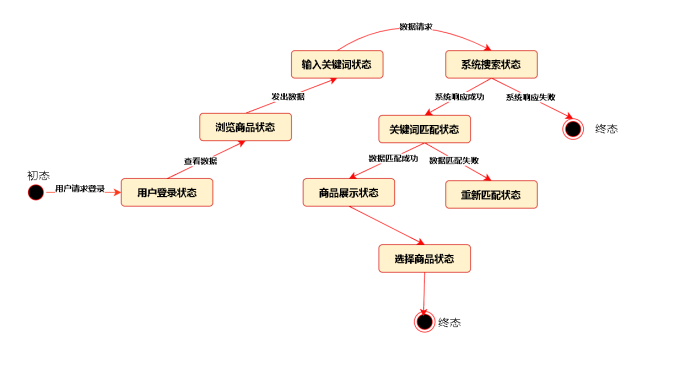 数据请求
输入关键词状态
系统搜索状态
发出数据
系统响应成功
系统响应失败
浏览商品状态
关键词匹配状态
终态
查看数据
数据匹配成功
数据匹配失败
初态
用户请求登录
用户登录状态
商品展示状态
重新匹配状态
选择商品状态
终态